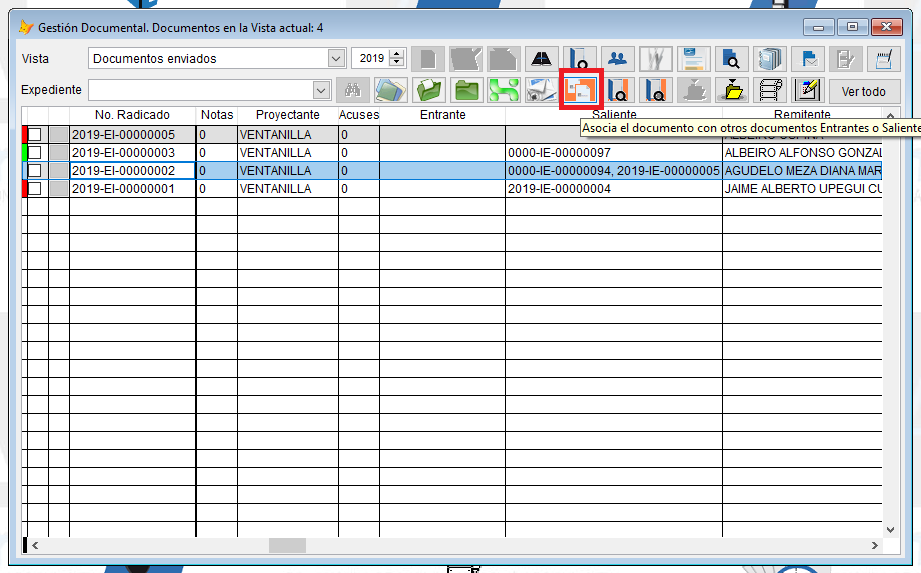 Gestión Documental. Documentos en la Vista actual: 4
Vista Documentos enviados 2019
Expediente Ver todo
No. Radicado Notas Proyectante Acuses Entrante Saliente Remitente
Asocia el documento con otros documentos Entrantes o Saliente
2019-EI-00000005 0 VENTANILLA 0
2019-EI-00000003 0 VENTANILLA 0 0000-IE-00000097 ALBEIRO ALFONSO GONZAL
2019-EI-00000002 0 VENTANILLA 0 0000-IE-00000094, 2019-IE-00000005 AGUDELO MEZA DIANA MAR
2019-EI-00000001 0 VENTANILLA 0 2019-IE-00000004 JAIME ALBERTO UPEGUI CU